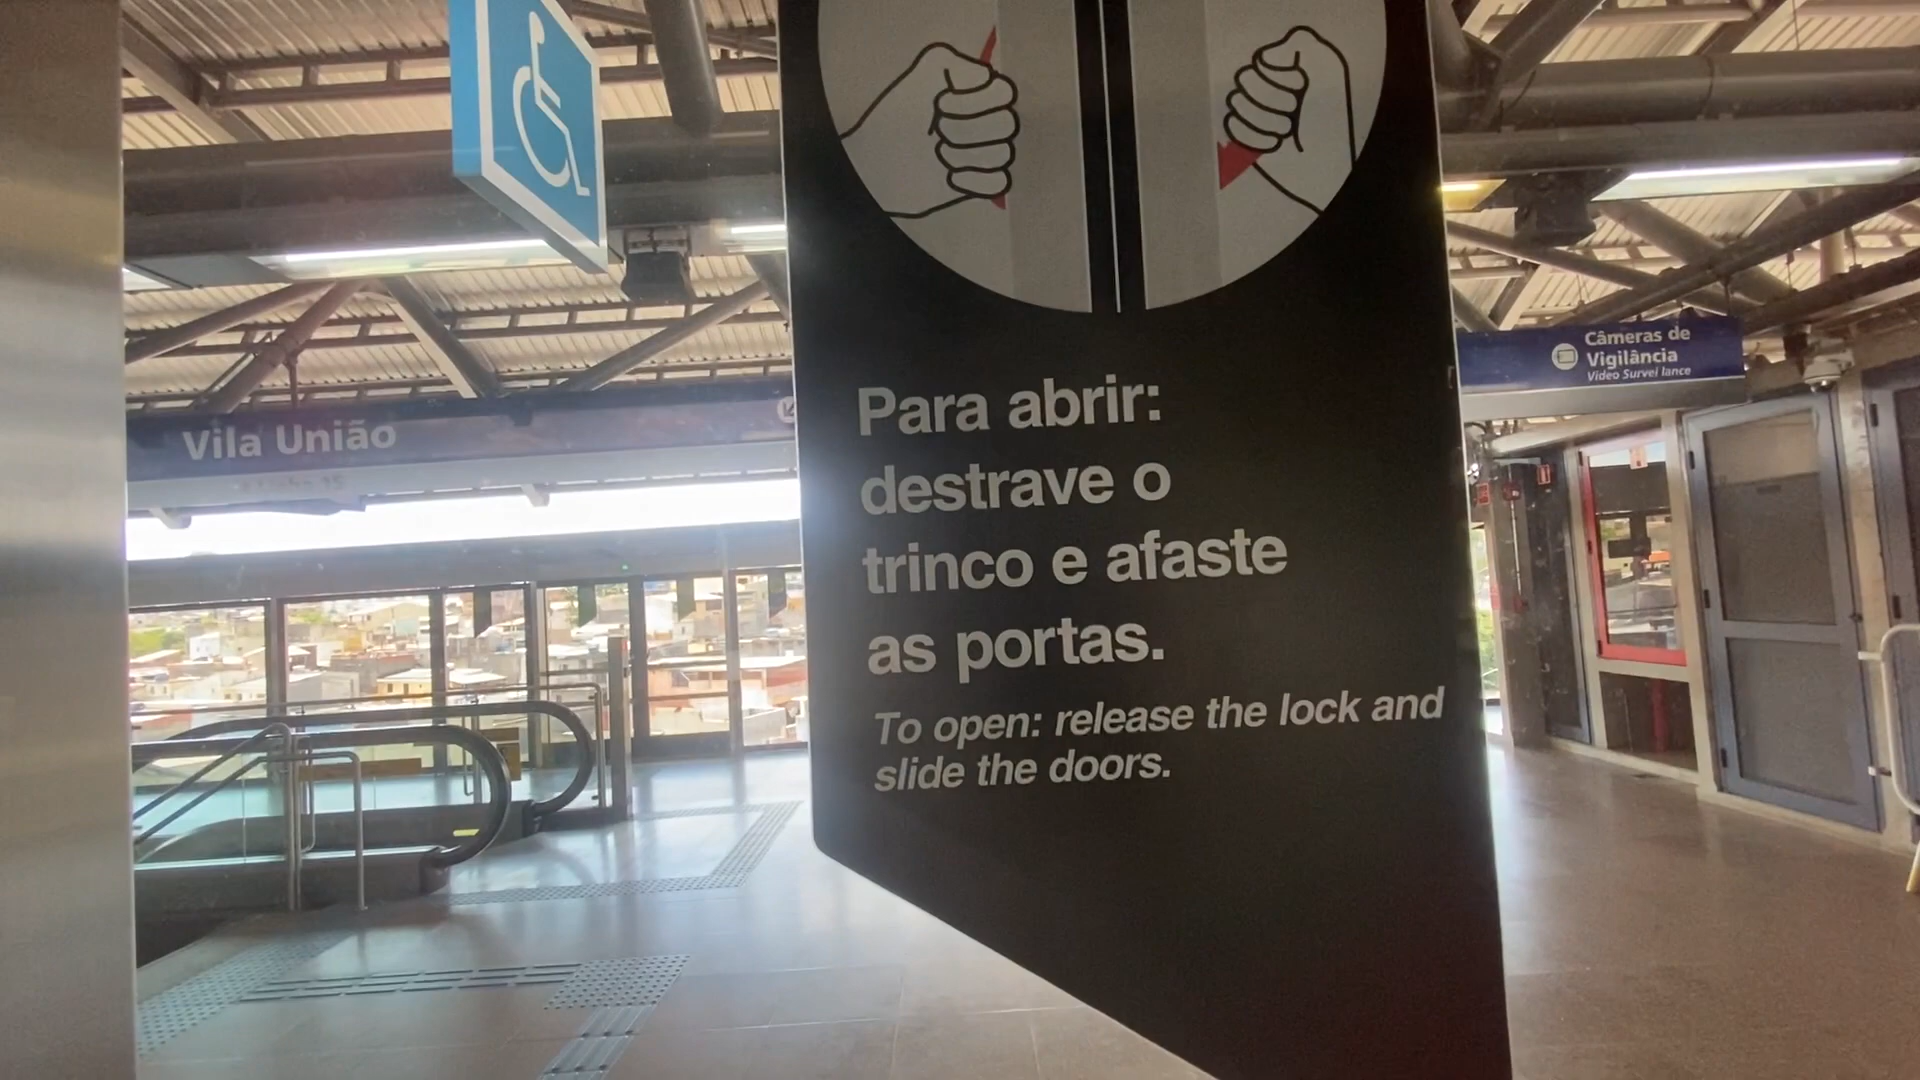 Vila União
Para abrir:
destrave o
trinco e afaste
as portas.
To open: release the lock and
slide the doors.
Câmeras de
Vigilância
Video Survei lance